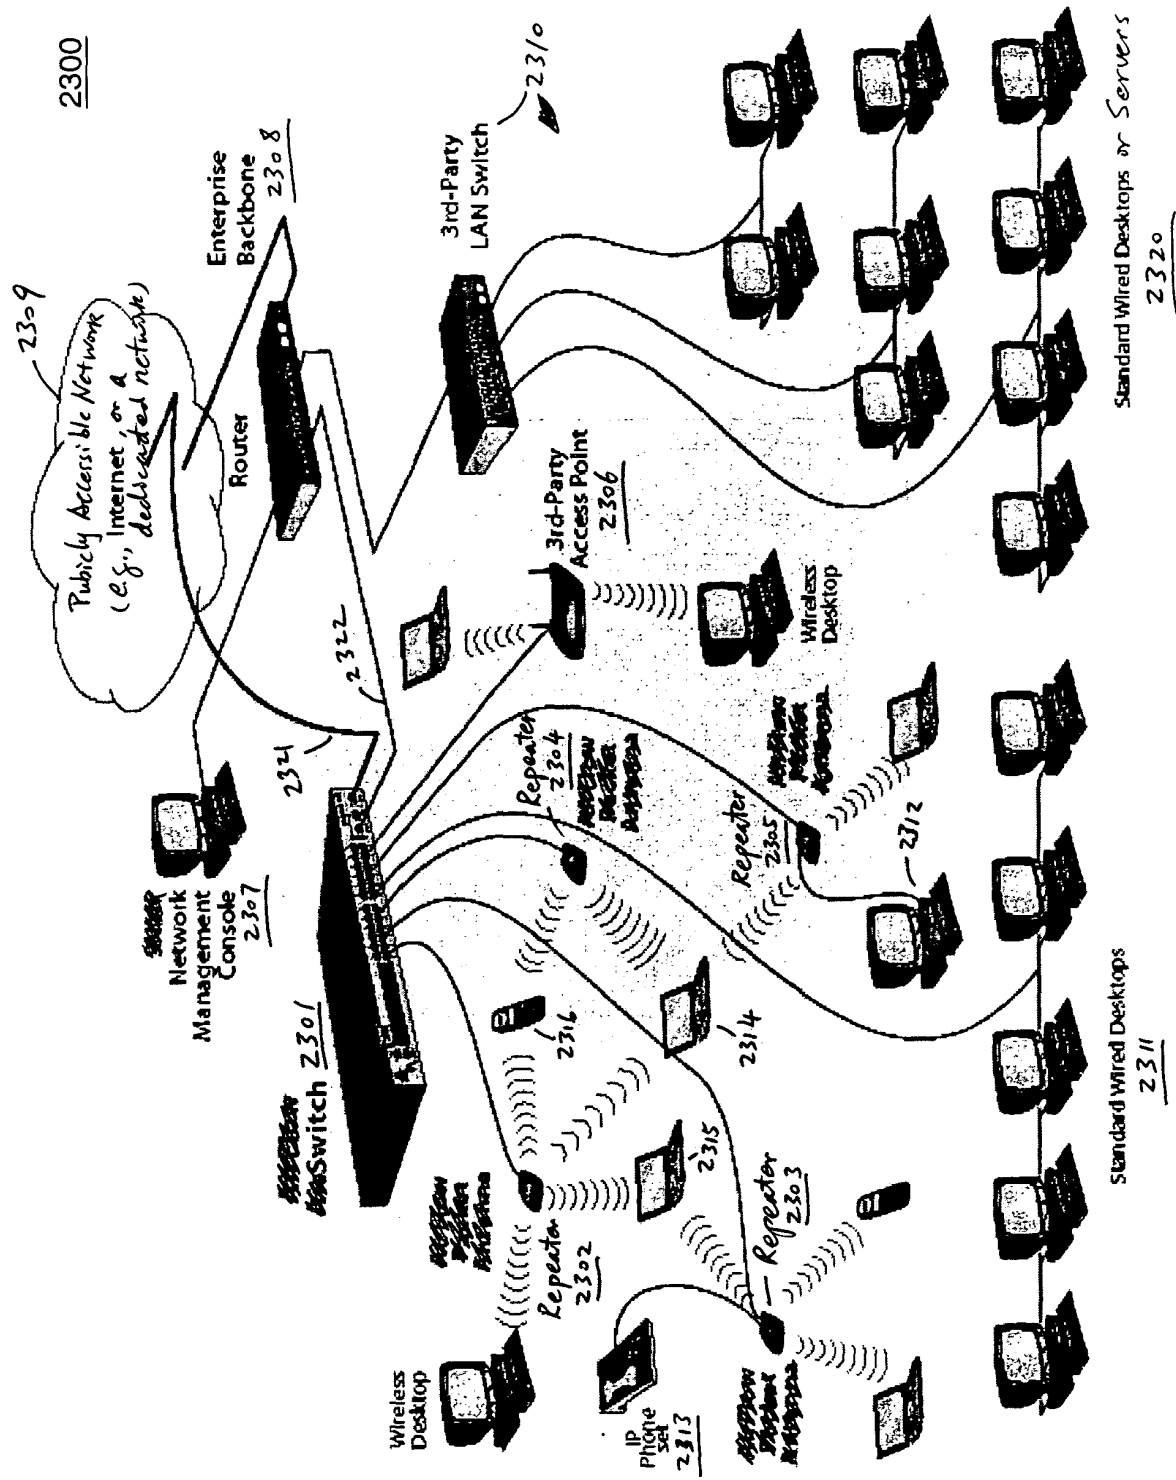 2300
2309
Pubicly Accessible Network
(e.g., Internet, or a
dedicated network)
Enterprise
Backbone
2308
Router
3rd-Party
LAN Switch
2310
2321
2322
Network
Management
Console
2307
Switch 2301
3rd-Party
Access Point
2306
Wireless
Desktop
Repeater
2304
Repeater
2305
2312
2316
2314
2315
Repeater
2302
Repeater
2303
Wireless
Desktop
IP
Phone
set
2313
Standard Wired Desktops
2311
Standard Wired Desktops or Servers
2320